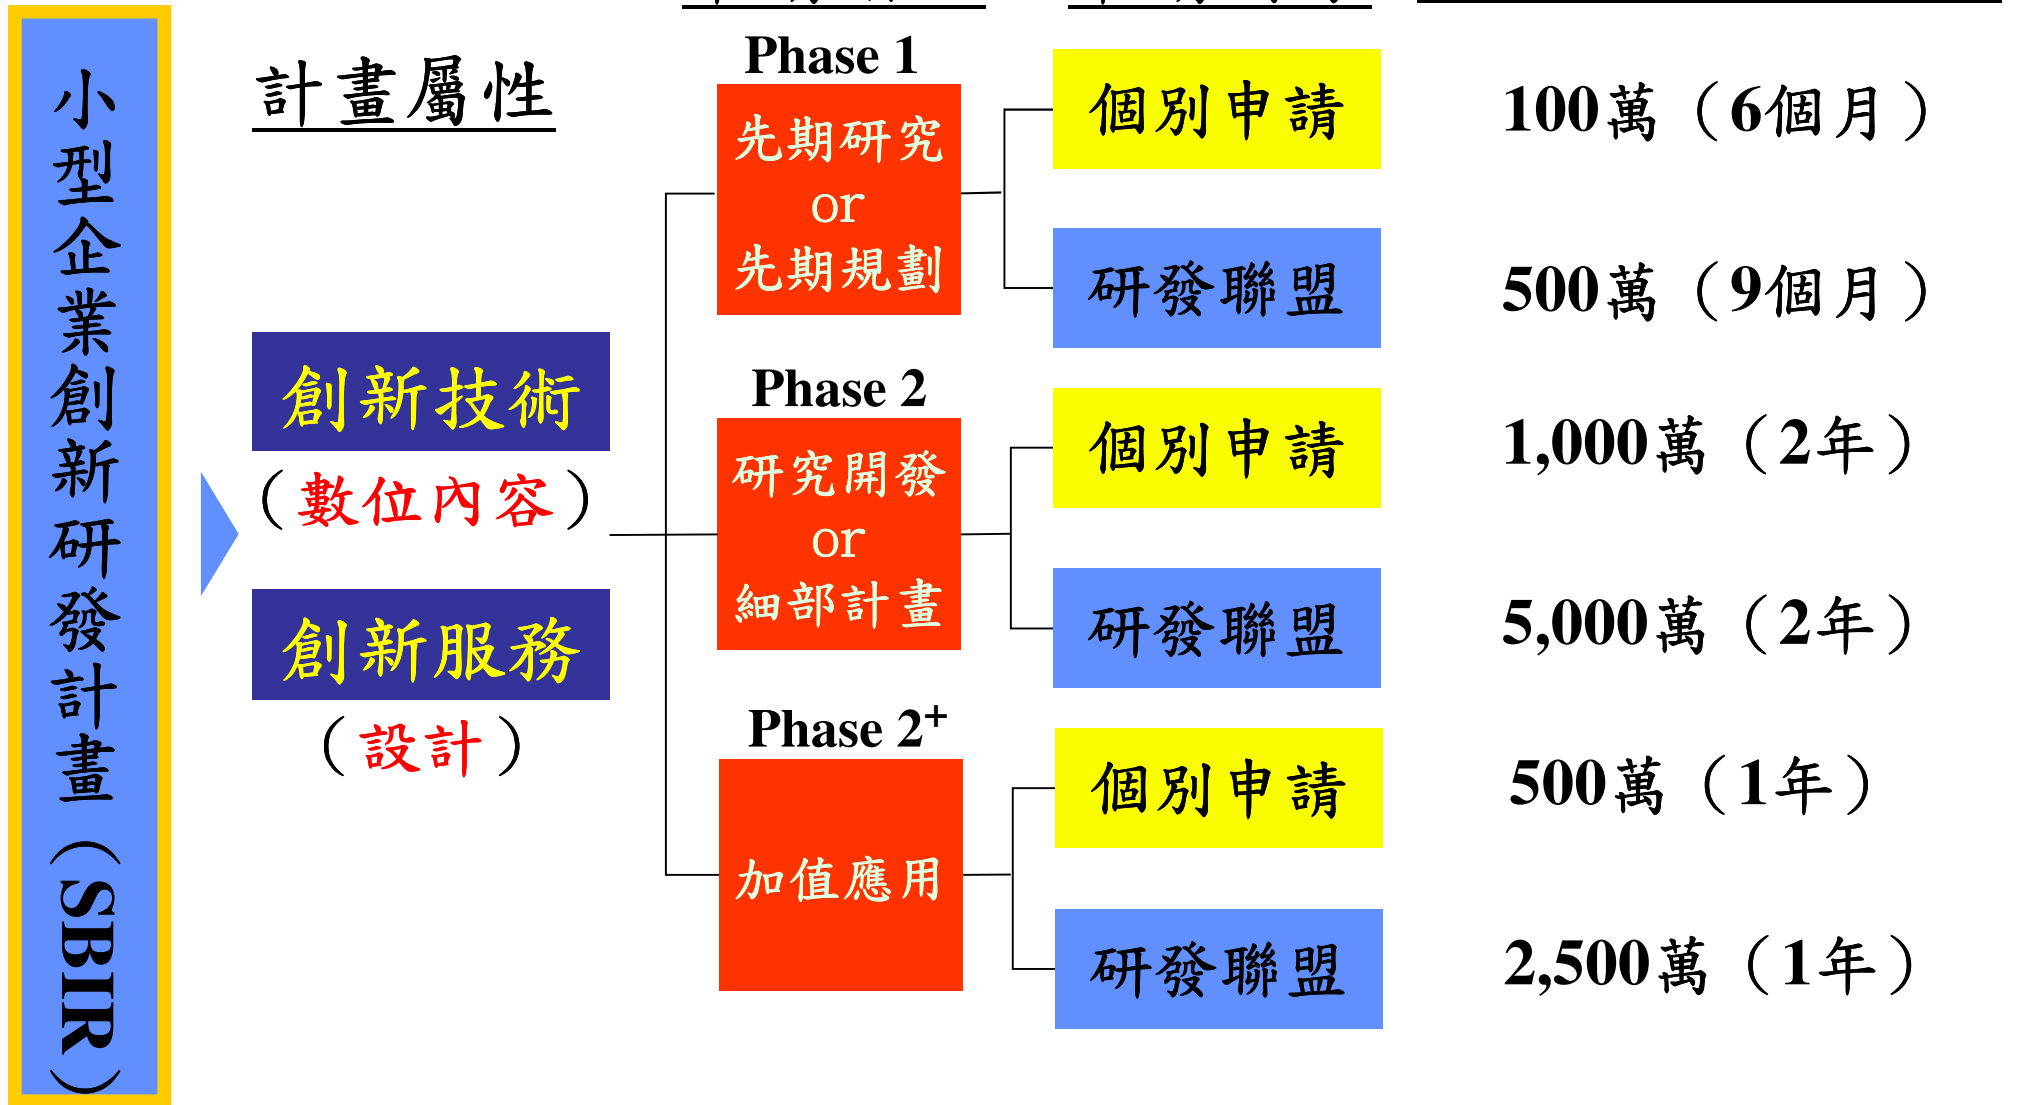 小型企業創新研發計畫（SBIR）
計畫屬性
創新技術
（數位內容）
創新服務
（設計）
Phase 1
先期研究
or
先期規劃
個別申請
100萬（6個月）
研發聯盟
500萬（9個月）
Phase 2
研究開發
or
細部計畫
個別申請
1,000萬（2年）
研發聯盟
5,000萬（2年）
Phase 2+
加值應用
個別申請
500萬（1年）
研發聯盟
2,500萬（1年）